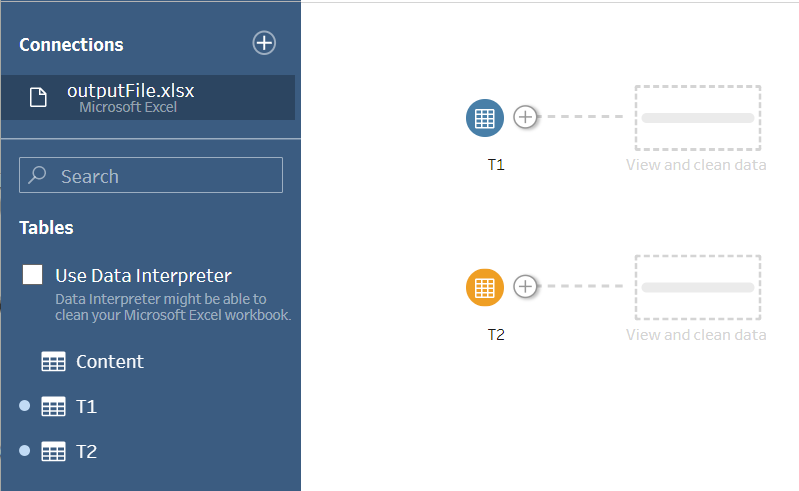 Connections
outputFile.xlsx
Microsoft Excel
Search
Tables
Use Data Interpreter
Data Interpreter might be able to
clean your Microsoft Excel workbook.
Content
T1
T2
T1
View and clean data
T2
View and clean data